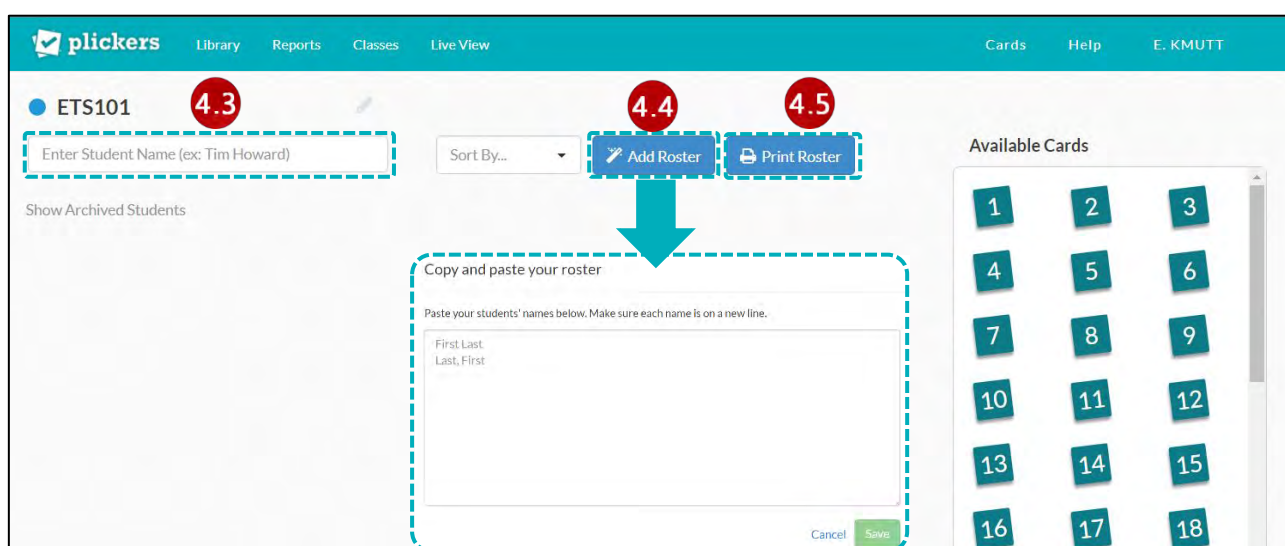 plickers Library Reports Classes Live View Cards Help E. KMUTT
ETS101 4.3 4.4 4.5
Enter Student Name (ex: Tim Howard) Sort By... Add Roster Print Roster Available Cards
Show Archived Students
Copy and paste your roster
Paste your students' names below. Make sure each name is on a new line.
First Last
Last, First
Cancel Save
1 2 3
4 5 6
7 8 9
10 11 12
13 14 15
16 17 18